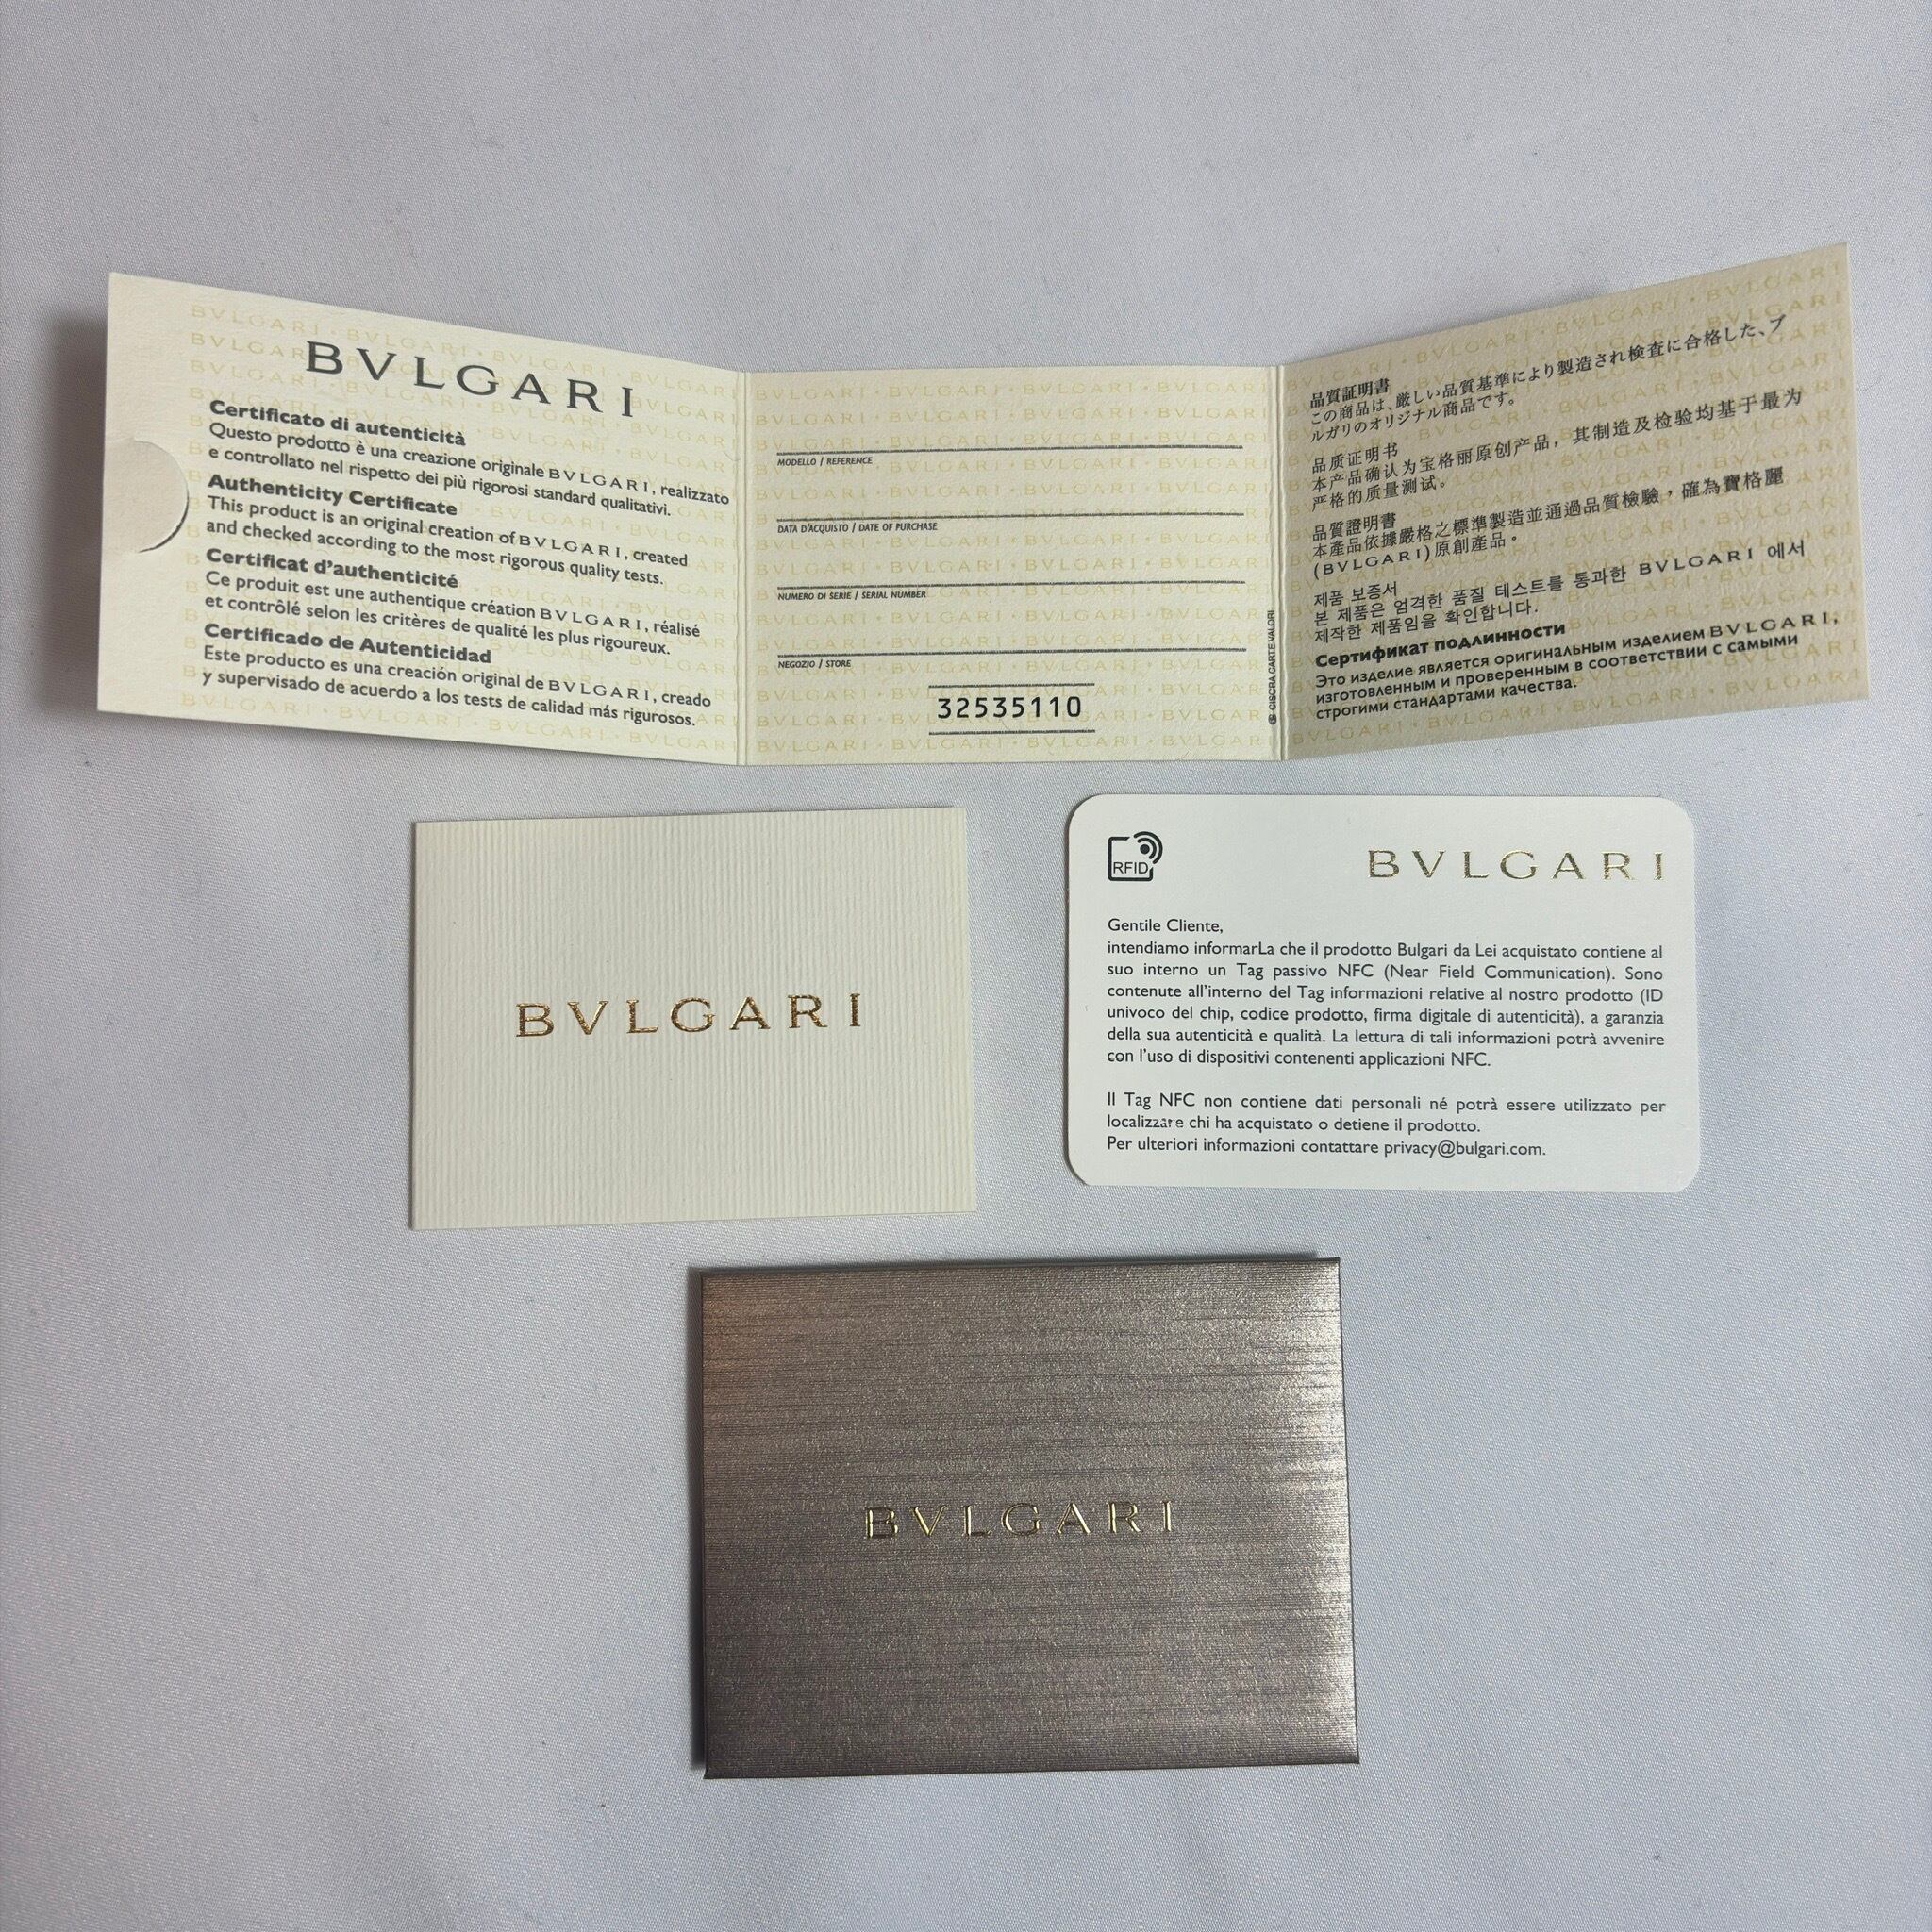 BVLGARI
Certificato di autenticità
Questo prodotto è una creazione originale BVLGARI, realizzato
e controllato nel rispetto dei più rigorosi standard qualitativi.
Authenticity Certificate
This product is an original creation of BVLGARI, created
and checked according to the most rigorous quality tests.
Certificat d'authenticité
Ce produit est une authentique création BVLGARI, réalisé
et contrôlé selon les critères de qualité les plus rigoureux.
Certificado de Autenticidad
Este producto es una creación original de BVLGARI, creado
y supervisado de acuerdo a los tests de calidad más rigurosos.
MODELLO / REFERENCE
DATA D'ACQUISTO / DATE OF PURCHASE
NUMERO DI SERIE / SERIAL NUMBER
NEGOZIO / STORE
32535110
CISCRA CARTE VALORI
品質証明書
この商品は、厳しい品質基準により製造され検査に合格した、ブ
ルガリのオリジナル商品です。
品质证明书
本产品确认为宝格丽原创产品，其制造及检验均基于最为
严格的质量测试。
品質證明書
本產品依據嚴格之標準製造並通過品質檢驗，確為寶格麗
(BVLGARI)原創產品。
제품 보증서
본 제품은 엄격한 품질 테스트를 통과한 BVLGARI 에서
제작한 제품임을 확인합니다.
Сертификат подлинности
Это изделие является оригинальным изделием BVLGARI,
изготовленным и проверенным в соответствии с самыми
строгими стандартами качества.
BVLGARI
RFID
BVLGARI
Gentile Cliente,
intendiamo informarLa che il prodotto Bulgari da Lei acquistato contiene al
suo interno un Tag passivo NFC (Near Field Communication). Sono
contenute all'interno del Tag informazioni relative al nostro prodotto (ID
univoco del chip, codice prodotto, firma digitale di autenticità), a garanzia
della sua autenticità e qualità. La lettura di tali informazioni potrà avvenire
con l'uso di dispositivi contenenti applicazioni NFC.
Il Tag NFC non contiene dati personali né potrà essere utilizzato per
localizzare chi ha acquistato o detiene il prodotto.
Per ulteriori informazioni contattare privacy@bulgari.com.
BVLGARI